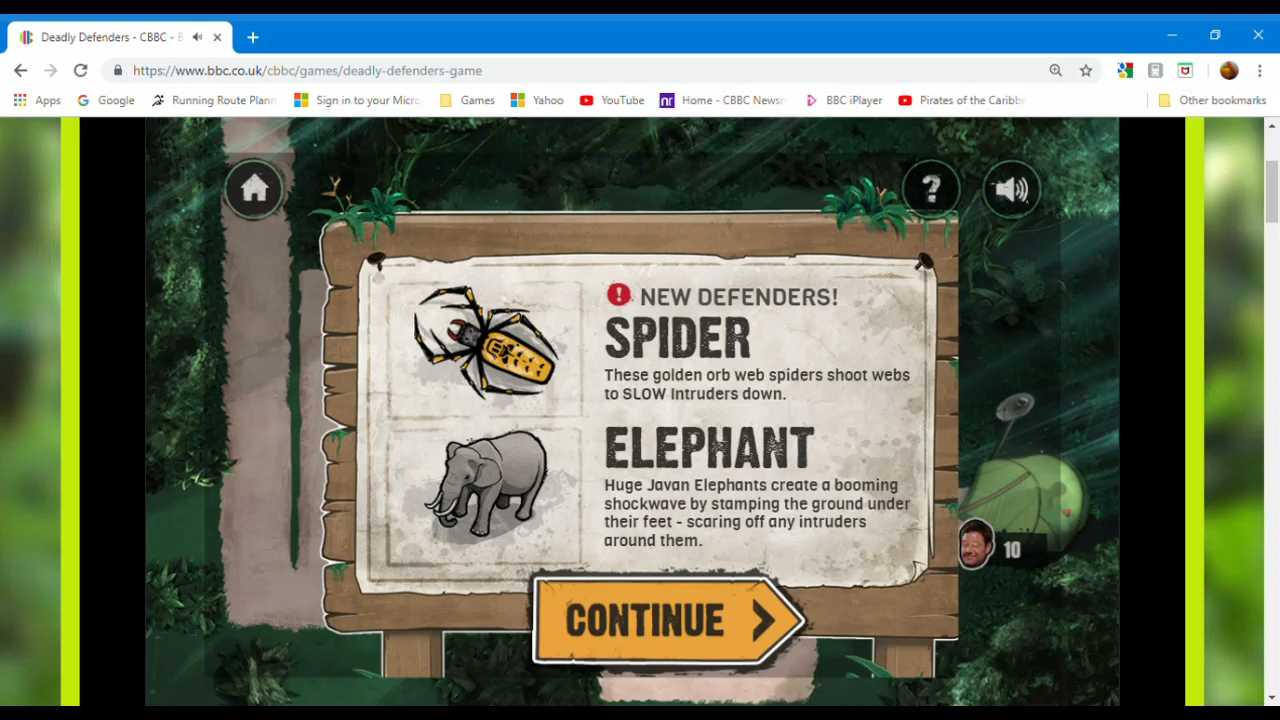 Deadly Defenders - CBBC - B
https://www.bbc.co.uk/cbbc/games/deadly-defenders-game
Apps Google Running Route Plann Sign in to your Micro Games Yahoo YouTube Home - CBBC Newsr BBC iPlayer Pirates of the Caribbe Other bookmarks
?
! NEW DEFENDERS!
SPIDER
These golden orb web spiders shoot webs
to SLOW Intruders down.
ELEPHANT
Huge Javan Elephants create a booming
shockwave by stamping the ground under
their feet - scaring off any intruders
around them.
10
CONTINUE